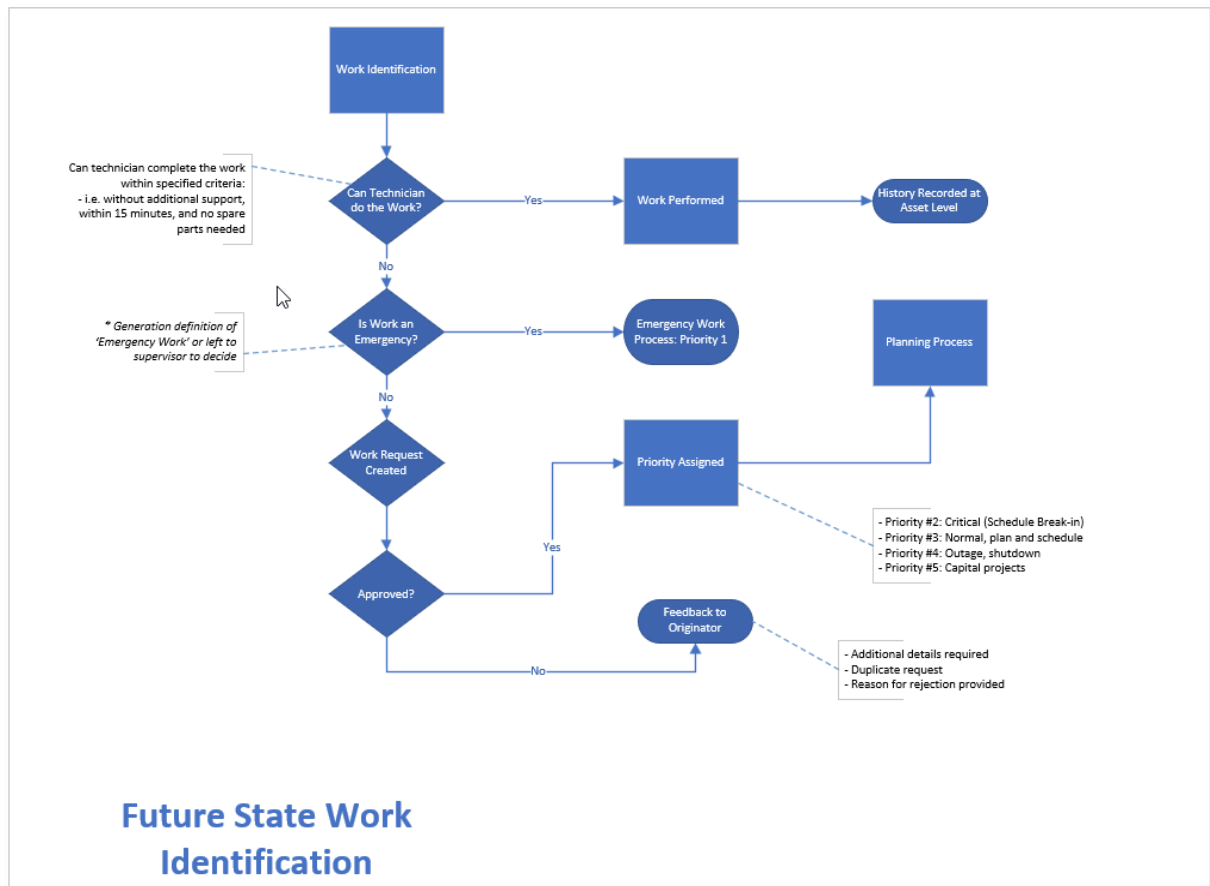 Work Identification
Can technician complete the work
within specified criteria:
- i.e. without additional support,
within 15 minutes, and no spare
parts needed
Can Technician
do the Work?
Yes
Work Performed
History Recorded at
Asset Level
No
* Generation definition of
‘Emergency Work’ or left to
supervisor to decide
Is Work an
Emergency?
Yes
Emergency Work
Process: Priority 1
Planning Process
No
Work Request
Created
Priority Assigned
- Priority #2: Critical (Schedule Break-in)
- Priority #3: Normal, plan and schedule
- Priority #4: Outage, shutdown
- Priority #5: Capital projects
Yes
Approved?
Feedback to
Originator
No
- Additional details required
- Duplicate request
- Reason for rejection provided
Future State Work
Identification